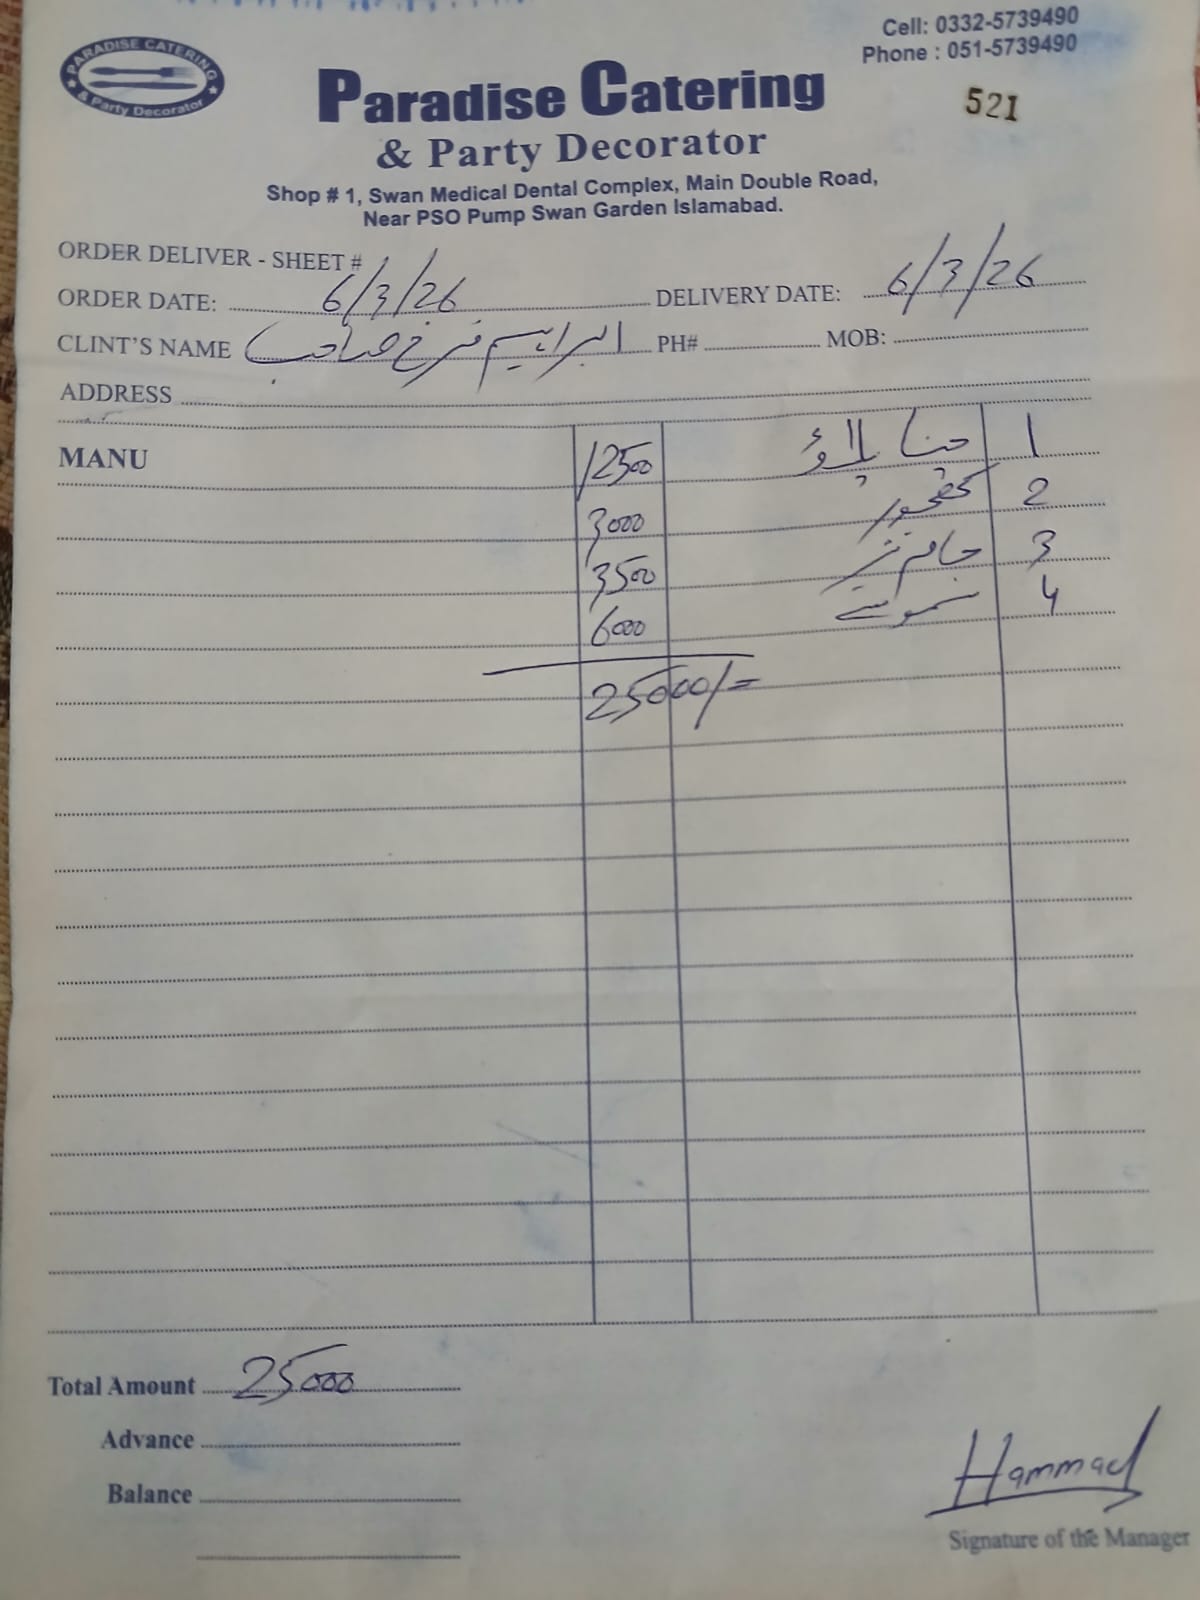 PARADISE CATERING
& Party Decorator
Cell: 0332-5739490
Phone : 051-5739490
521
Paradise Catering
& Party Decorator
Shop # 1, Swan Medical Dental Complex, Main Double Road,
Near PSO Pump Swan Garden Islamabad.
ORDER DELIVER - SHEET #
ORDER DATE: 6/3/26 DELIVERY DATE: 6/3/26
CLINT'S NAME ابراہیم فرخ صاحب PH# MOB:
ADDRESS
MANU 12500 چنا پلاؤ 1
3000 کھجور 2
3500 جام شیریں 3
6000 سموسے 4
25000/=
Total Amount 25000
Advance
Balance
Hammad
Signature of the Manager